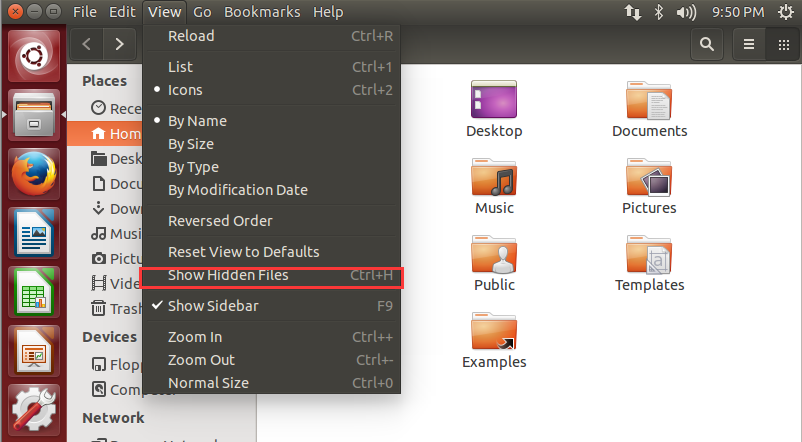 File Edit View Go Bookmarks Help 9:50 PM
Reload Ctrl+R
List Ctrl+1
Icons Ctrl+2
By Name
By Size
By Type
By Modification Date
Reversed Order
Reset View to Defaults
Show Hidden Files Ctrl+H
Show Sidebar F9
Zoom In Ctrl++
Zoom Out Ctrl+-
Normal Size Ctrl+0
Places
Rece
Hom
Desk
Docu
Down
Musi
Pictu
Vide
Trash
Devices
Flopp
Compu
Network
Desktop
Documents
Music
Pictures
Public
Templates
Examples